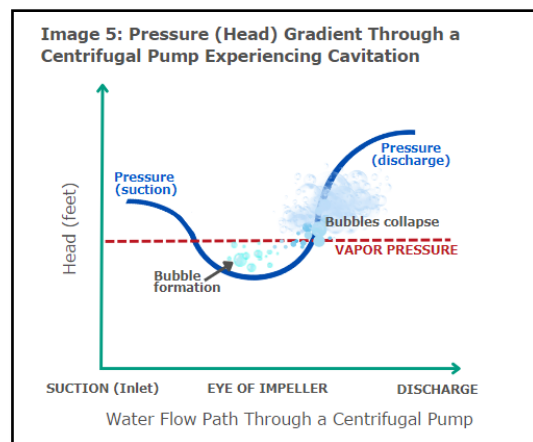 Image 5: Pressure (Head) Gradient Through a
Centrifugal Pump Experiencing Cavitation
Pressure
(suction)
Pressure
(discharge)
Head (feet)
Bubbles collapse
VAPOR PRESSURE
Bubble
formation
SUCTION (Inlet)
EYE OF IMPELLER
DISCHARGE
Water Flow Path Through a Centrifugal Pump